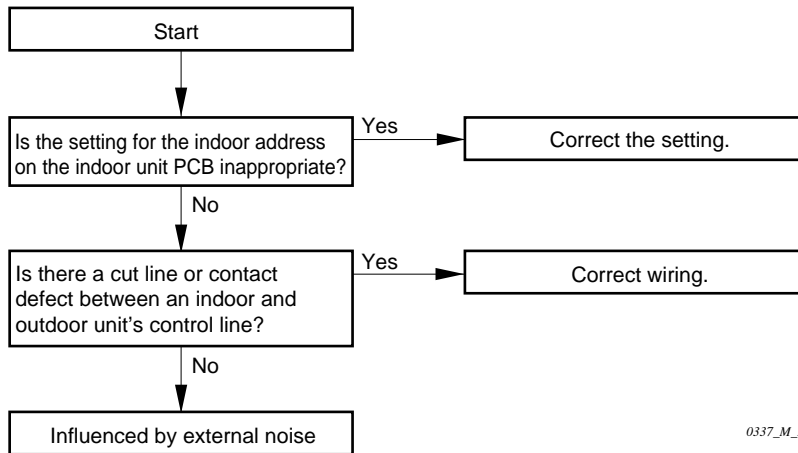 Start
Is the setting for the indoor address
on the indoor unit PCB inappropriate?
Yes
Correct the setting.
No
Is there a cut line or contact
defect between an indoor and
outdoor unit's control line?
Yes
Correct wiring.
No
Influenced by external noise
0337_M_